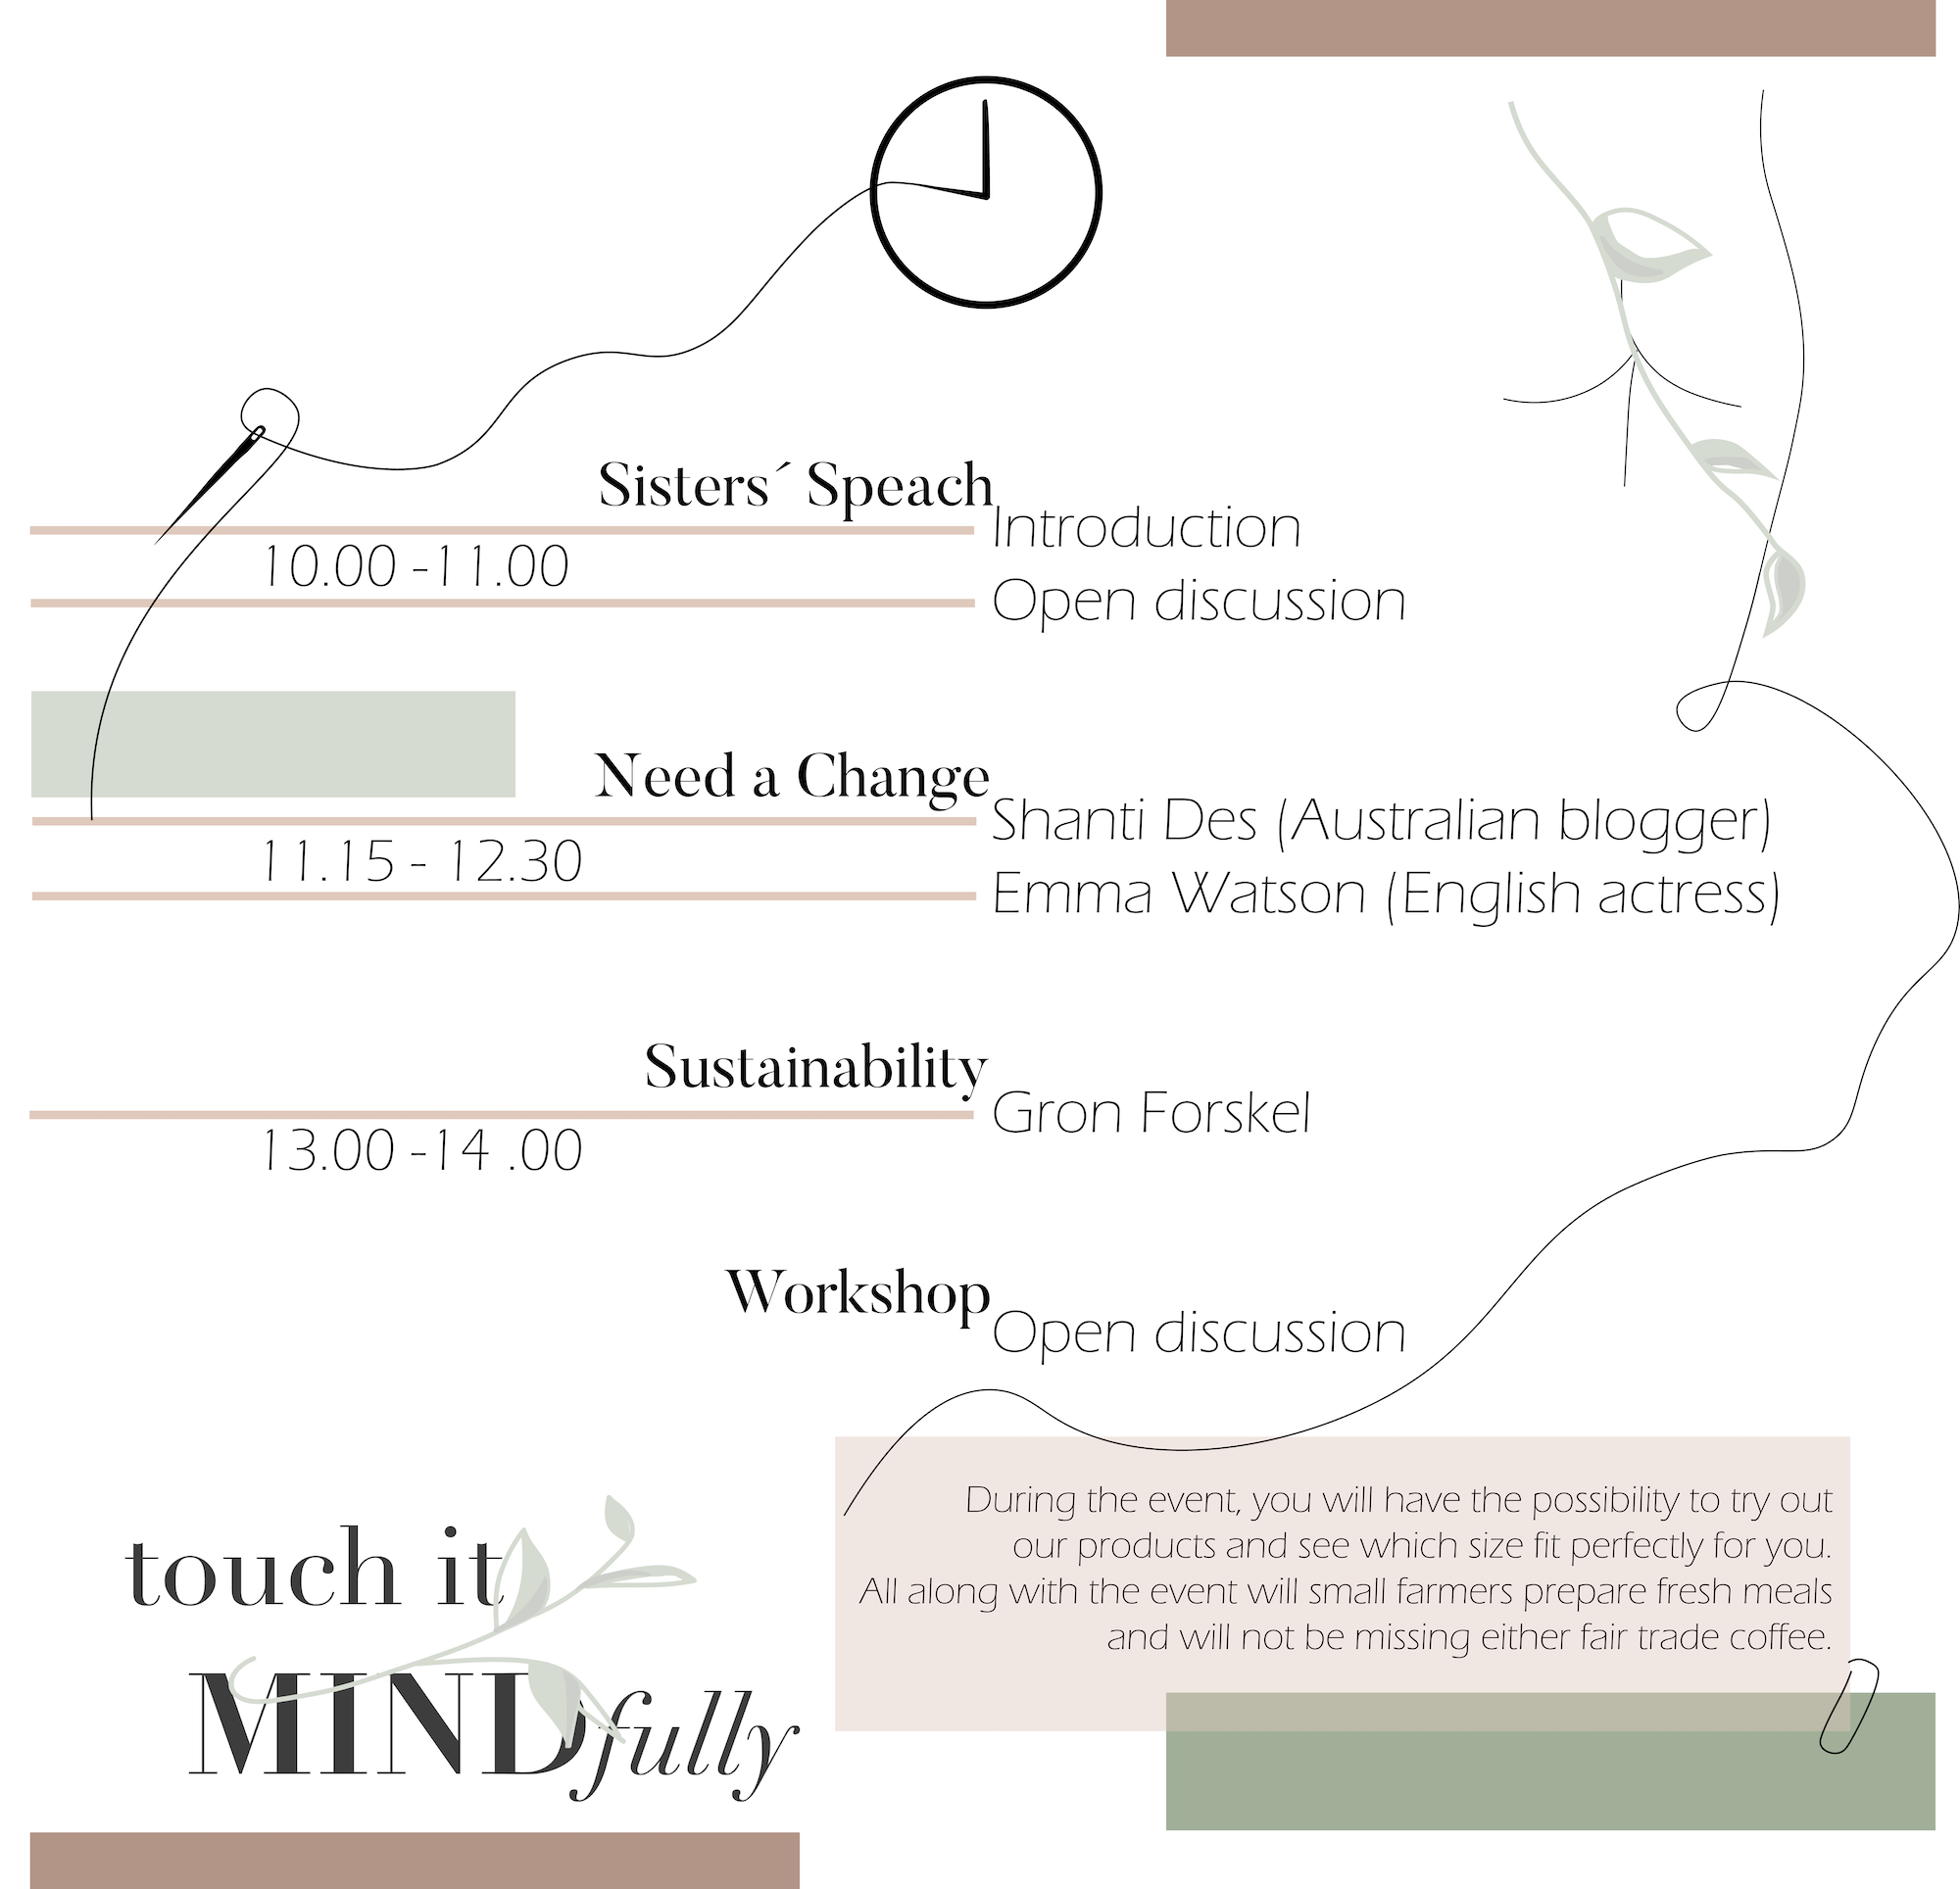 Sisters´ Speach
Introduction
10.00 -11.00
Open discussion
Need a Change
Shanti Des (Australian blogger)
11.15 - 12.30
Emma Watson (English actress)
Sustainability
Gron Forskel
13.00 -14 .00
Workshop
Open discussion
During the event, you will have the possibility to try out
our products and see which size fit perfectly for you.
All along with the event will small farmers prepare fresh meals
and will not be missing either fair trade coffee.
touch it
MINDfully